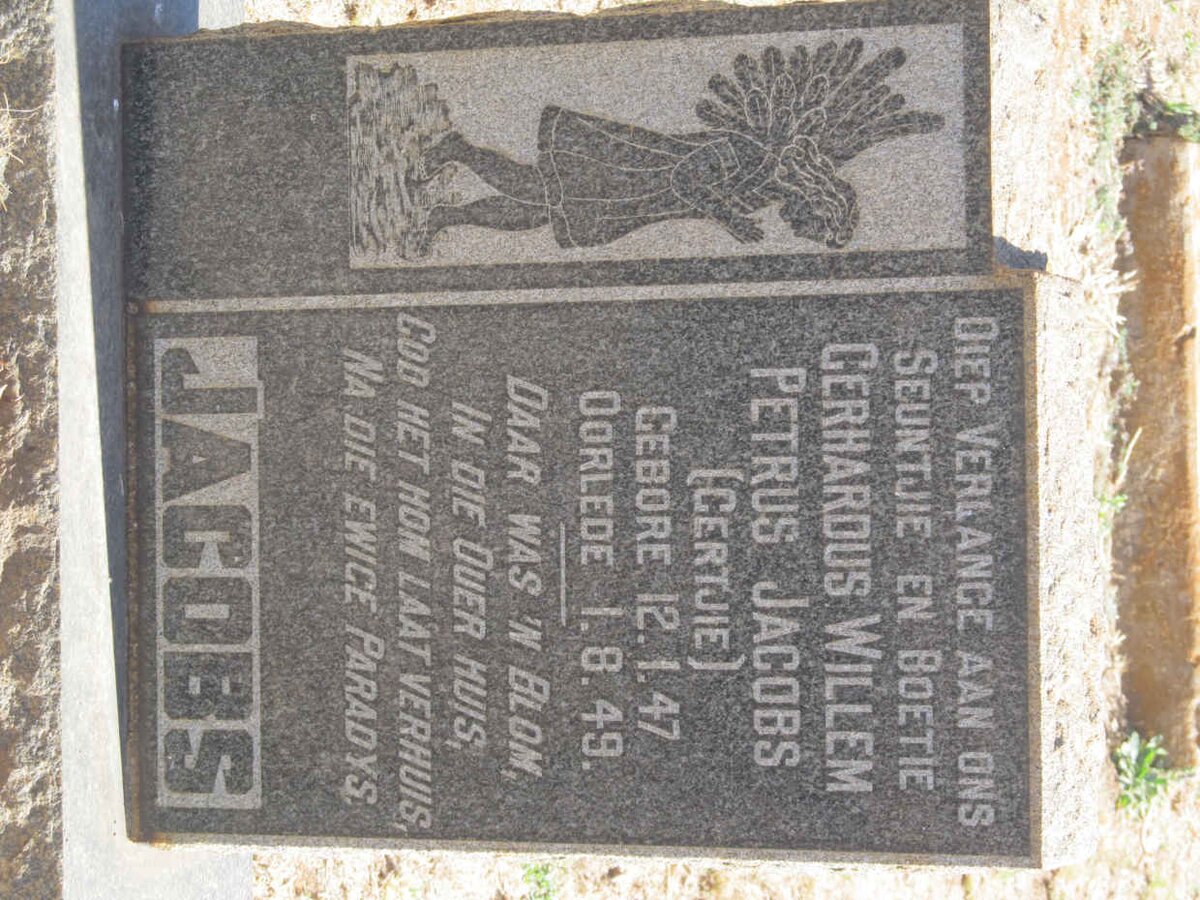 DIEP VERLANGE AAN ONS
SEUNTJIE EN BOETIE
GERHARDUS WILLEM
PETRUS JACOBS
(GERTJIE)
GEBORE 12.1.47
OORLEDE 1.8.49.
DAAR WAS 'N BLOM,
IN DIE OUER HUIS,
GOD HET HOM LAAT VERHUIS,
NA DIE EWIGE PARADYS.
JACOBS